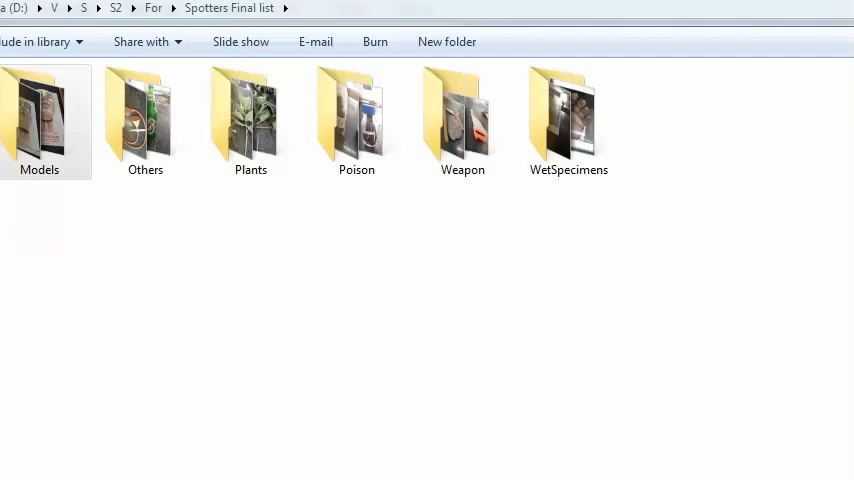 a (D:) V S S2 For Spotters Final list
lude in library Share with Slide show E-mail Burn New folder
Models Others Plants Poison Weapon WetSpecimens